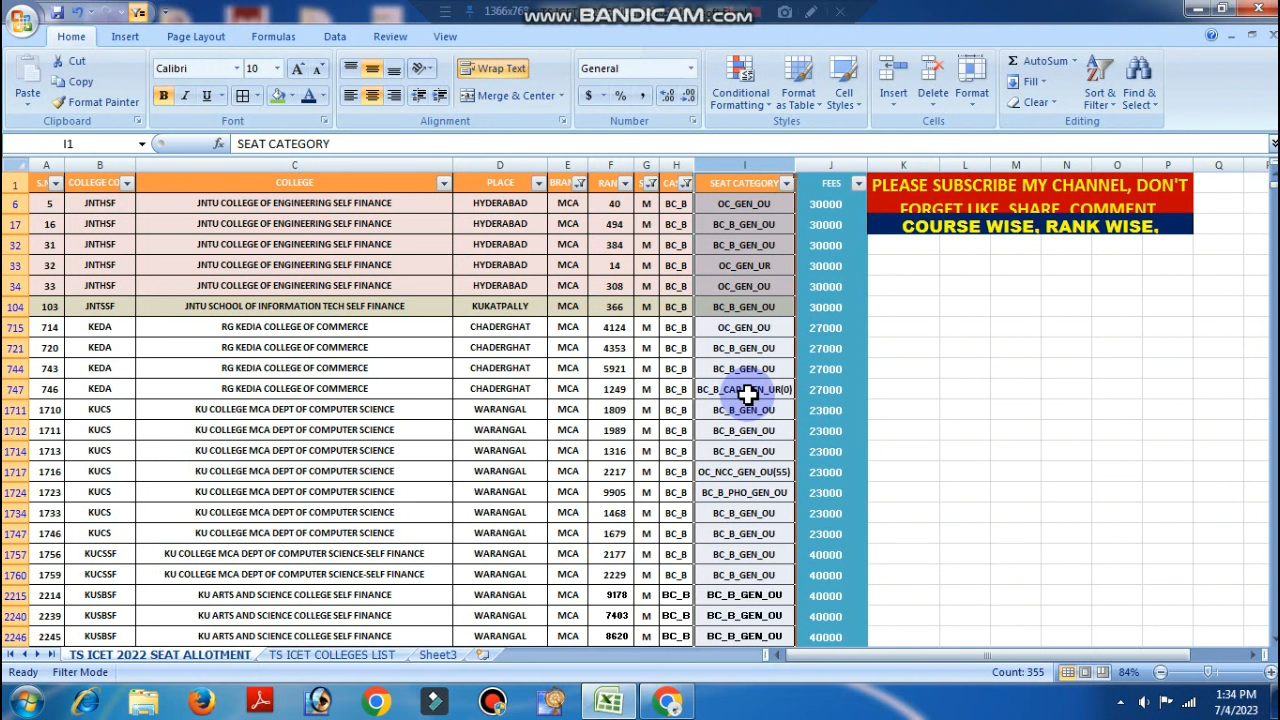 1366x768
www.BANDICAM.com
Home Insert Page Layout Formulas Data Review View
Paste Cut Copy Format Painter Clipboard
Calibri 10 B I U A Font
Wrap Text Merge & Center Alignment
General $ % , Number
Conditional Formatting Format as Table Cell Styles Styles
Insert Delete Format Cells
Σ AutoSum Fill Clear Sort & Filter Find & Select Editing
I1 fx SEAT CATEGORY
A B C D E F G H I J K L M N O P Q
1 S.N COLLEGE CO COLLEGE PLACE BRAN RAN S CAS SEAT CATEGORY FEES PLEASE SUBSCRIBE MY CHANNEL, DON'T
FORGET LIKE, SHARE, COMMENT
6 5 JNTHSF JNTU COLLEGE OF ENGINEERING SELF FINANCE HYDERABAD MCA 40 M BC_B OC_GEN_OU 30000
17 16 JNTHSF JNTU COLLEGE OF ENGINEERING SELF FINANCE HYDERABAD MCA 494 M BC_B BC_B_GEN_OU 30000 COURSE WISE, RANK WISE,
32 31 JNTHSF JNTU COLLEGE OF ENGINEERING SELF FINANCE HYDERABAD MCA 384 M BC_B BC_B_GEN_OU 30000
33 32 JNTHSF JNTU COLLEGE OF ENGINEERING SELF FINANCE HYDERABAD MCA 14 M BC_B OC_GEN_UR 30000
34 33 JNTHSF JNTU COLLEGE OF ENGINEERING SELF FINANCE HYDERABAD MCA 308 M BC_B OC_GEN_OU 30000
104 103 JNTSSF JNTU SCHOOL OF INFORMATION TECH SELF FINANCE KUKATPALLY MCA 366 M BC_B BC_B_GEN_OU 30000
715 714 KEDA RG KEDIA COLLEGE OF COMMERCE CHADERGHAT MCA 4124 M BC_B OC_GEN_OU 27000
721 720 KEDA RG KEDIA COLLEGE OF COMMERCE CHADERGHAT MCA 4353 M BC_B BC_B_GEN_OU 27000
744 743 KEDA RG KEDIA COLLEGE OF COMMERCE CHADERGHAT MCA 5921 M BC_B BC_B_GEN_OU 27000
747 746 KEDA RG KEDIA COLLEGE OF COMMERCE CHADERGHAT MCA 1249 M BC_B BC_B_CAP_GEN_UR(0) 27000
1711 1710 KUCS KU COLLEGE MCA DEPT OF COMPUTER SCIENCE WARANGAL MCA 1809 M BC_B BC_B_GEN_OU 23000
1712 1711 KUCS KU COLLEGE MCA DEPT OF COMPUTER SCIENCE WARANGAL MCA 1989 M BC_B BC_B_GEN_OU 23000
1714 1713 KUCS KU COLLEGE MCA DEPT OF COMPUTER SCIENCE WARANGAL MCA 1316 M BC_B BC_B_GEN_OU 23000
1717 1716 KUCS KU COLLEGE MCA DEPT OF COMPUTER SCIENCE WARANGAL MCA 2217 M BC_B OC_NCC_GEN_OU(55) 23000
1724 1723 KUCS KU COLLEGE MCA DEPT OF COMPUTER SCIENCE WARANGAL MCA 9905 M BC_B BC_B_PHO_GEN_OU 23000
1734 1733 KUCS KU COLLEGE MCA DEPT OF COMPUTER SCIENCE WARANGAL MCA 1468 M BC_B BC_B_GEN_OU 23000
1747 1746 KUCS KU COLLEGE MCA DEPT OF COMPUTER SCIENCE WARANGAL MCA 1679 M BC_B BC_B_GEN_OU 23000
1757 1756 KUCSSF KU COLLEGE MCA DEPT OF COMPUTER SCIENCE-SELF FINANCE WARANGAL MCA 2177 M BC_B BC_B_GEN_OU 40000
1760 1759 KUCSSF KU COLLEGE MCA DEPT OF COMPUTER SCIENCE-SELF FINANCE WARANGAL MCA 2229 M BC_B BC_B_GEN_OU 40000
2215 2214 KUSBSF KU ARTS AND SCIENCE COLLEGE SELF FINANCE WARANGAL MCA 9178 M BC_B BC_B_GEN_OU 40000
2240 2239 KUSBSF KU ARTS AND SCIENCE COLLEGE SELF FINANCE WARANGAL MCA 7403 M BC_B BC_B_GEN_OU 40000
2246 2245 KUSBSF KU ARTS AND SCIENCE COLLEGE SELF FINANCE WARANGAL MCA 8620 M BC_B BC_B_GEN_OU 40000
TS ICET 2022 SEAT ALLOTMENT TS ICET COLLEGES LIST Sheet3
Ready Filter Mode Count: 355 84%
1:34 PM
7/4/2023